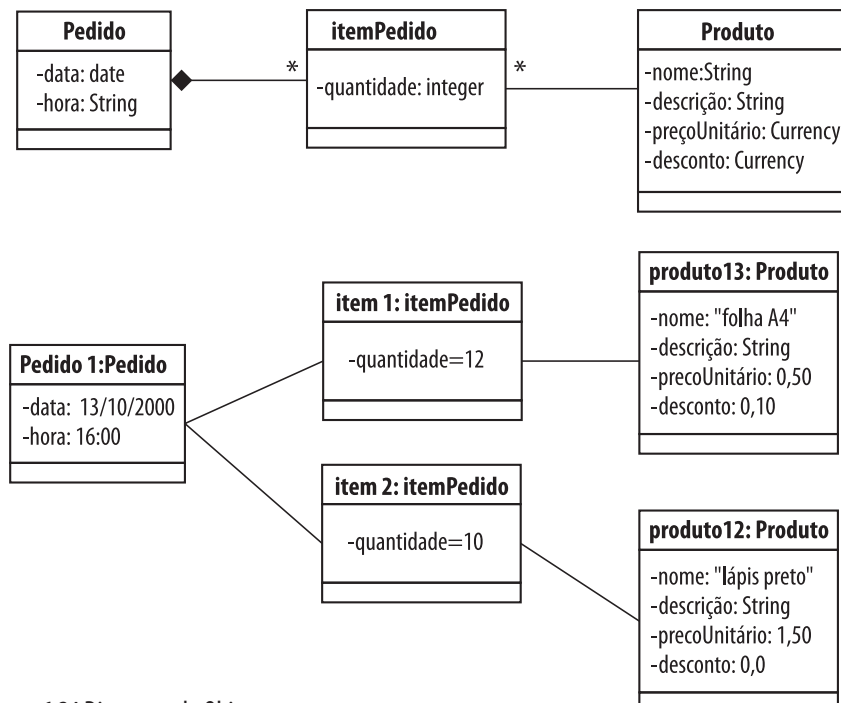 Pedido
-data: date
-hora: String
*
itemPedido
-quantidade: integer
*
Produto
-nome:String
-descrição: String
-preçoUnitário: Currency
-desconto: Currency
Pedido 1:Pedido
-data: 13/10/2000
-hora: 16:00
item 1: itemPedido
-quantidade=12
item 2: itemPedido
-quantidade=10
produto13: Produto
-nome: "folha A4"
-descrição: String
-precoUnitário: 0,50
-desconto: 0,10
produto12: Produto
-nome: "lápis preto"
-descrição: String
-precoUnitário: 1,50
-desconto: 0,0